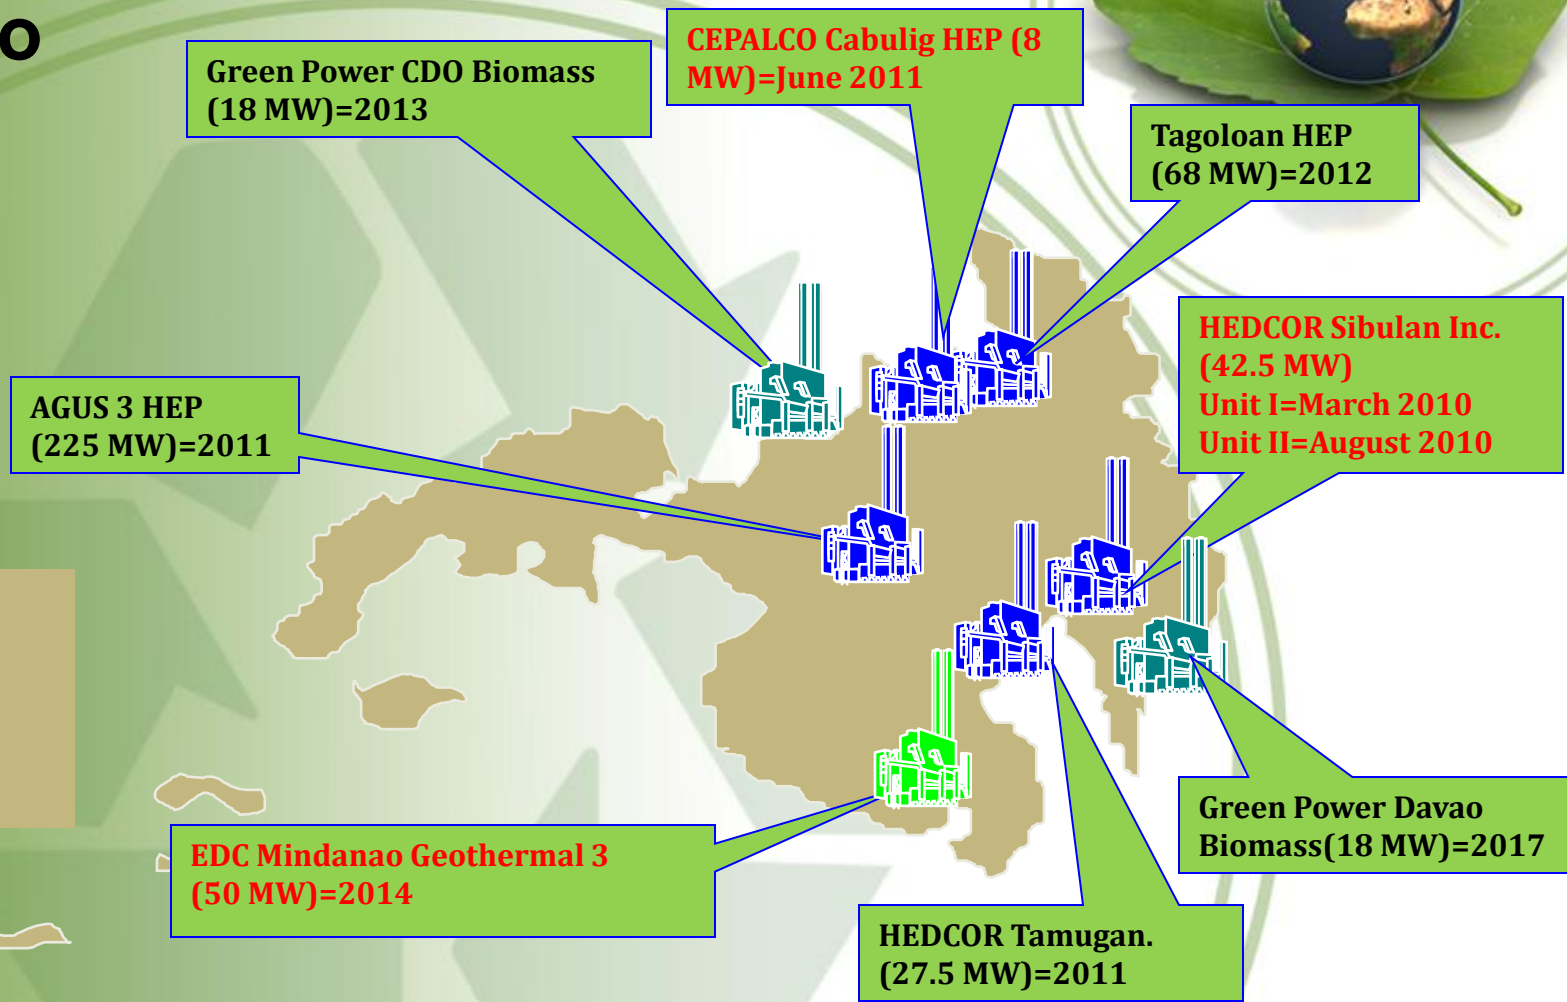 o
CEPALCO Cabulig HEP (8
MW)=June 2011
Green Power CDO Biomass
(18 MW)=2013
Tagoloan HEP
(68 MW)=2012
HEDCOR Sibulan Inc.
(42.5 MW)
Unit I=March 2010
Unit II=August 2010
AGUS 3 HEP
(225 MW)=2011
Green Power Davao
Biomass(18 MW)=2017
EDC Mindanao Geothermal 3
(50 MW)=2014
HEDCOR Tamugan.
(27.5 MW)=2011